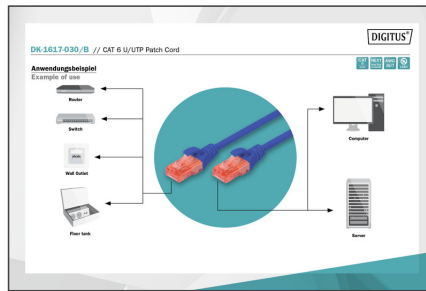 DIGITUS®
DK-1617-030/B // CAT 6 U/UTP Patch Cord
Anwendungsbeispiel
Example of use
Router
Switch
Wall Outlet
Floor tank
Computer
Server